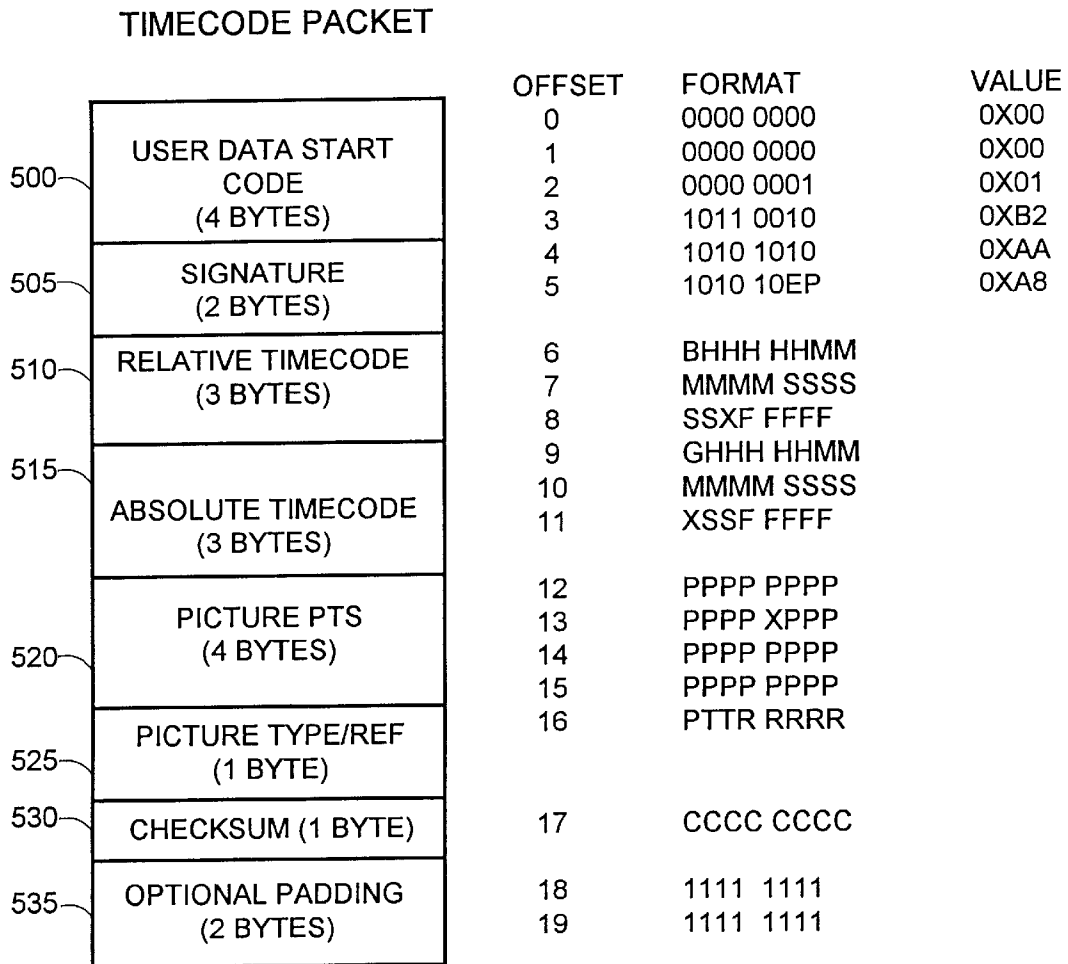 TIMECODE PACKET
OFFSET FORMAT VALUE
0 0000 0000 0X00
1 0000 0000 0X00
2 0000 0001 0X01
3 1011 0010 0XB2
4 1010 1010 0XAA
5 1010 10EP 0XA8
6 BHHH HHMM
7 MMMM SSSS
8 SSXF FFFF
9 GHHH HHMM
10 MMMM SSSS
11 XSSF FFFF
12 PPPP PPPP
13 PPPP XPPP
14 PPPP PPPP
15 PPPP PPPP
16 PTTR RRRR
17 CCCC CCCC
18 1111 1111
19 1111 1111
500
USER DATA START
CODE
(4 BYTES)
505
SIGNATURE
(2 BYTES)
510
RELATIVE TIMECODE
(3 BYTES)
515
ABSOLUTE TIMECODE
(3 BYTES)
520
PICTURE PTS
(4 BYTES)
525
PICTURE TYPE/REF
(1 BYTE)
530
CHECKSUM (1 BYTE)
535
OPTIONAL PADDING
(2 BYTES)